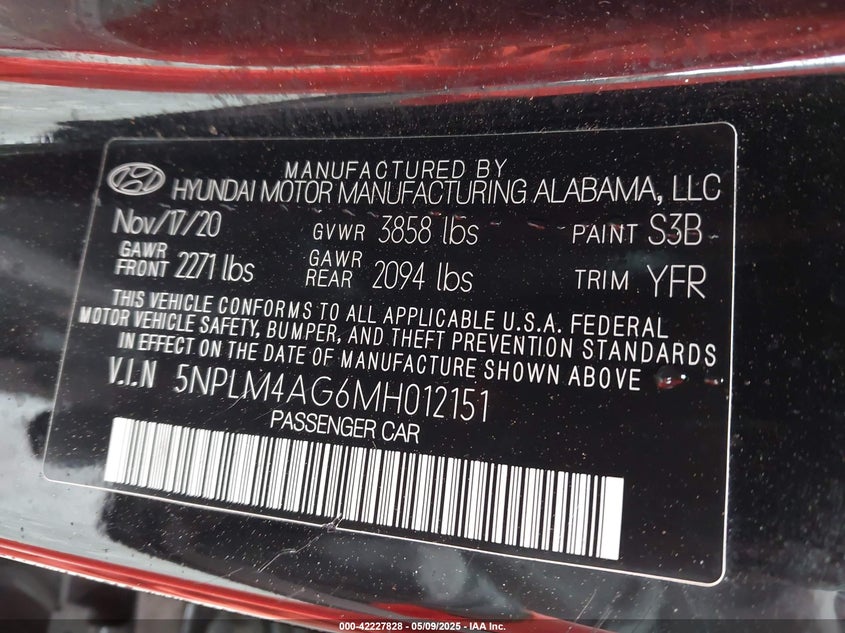 MANUFACTURED BY
HYUNDAI MOTOR MANUFACTURING ALABAMA, LLC
Nov/17/20 GVWR 3858 lbs PAINT S3B
GAWR FRONT 2271 lbs GAWR REAR 2094 lbs TRIM YFR
THIS VEHICLE CONFORMS TO ALL APPLICABLE U.S.A. FEDERAL
MOTOR VEHICLE SAFETY, BUMPER, AND THEFT PREVENTION STANDARDS
IN EFFECT ON THE DATE OF MANUFACTURE SHOWN ABOVE
V.I.N 5NPLM4AG6MH012151
PASSENGER CAR
000-42227828 - 05/09/2025 - IAA Inc.